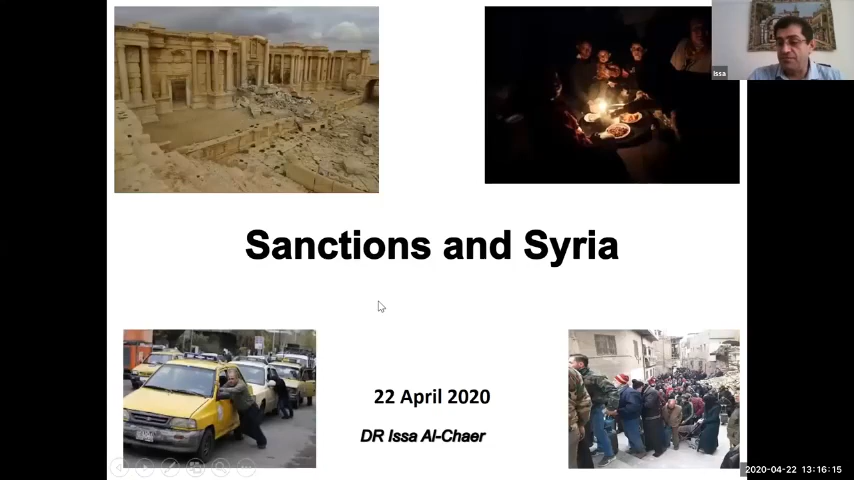 Issa
Sanctions and Syria
22 April 2020
DR Issa Al-Chaer
2020-04-22 13:16:15